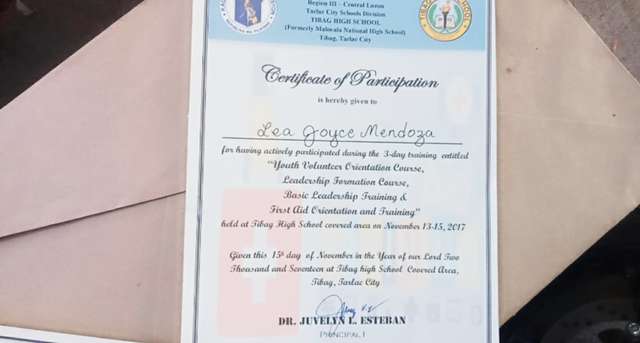 Region III – Central Luzon
Tarlac City Schools Division
TIBAG HIGH SCHOOL
(Formerly Maliwalo National High School)
Tibag, Tarlac City
Certificate of Participation
is hereby given to
Lea Joyce Mendoza
for having actively participated during the 3-day training entitled
"Youth Volunteer Orientation Course,
Leadership Formation Course,
Basic Leadership Training &
First Aid Orientation and Training"
held at Tibag High School covered area on November 13-15, 2017
Given this 15th day of November in the Year of our Lord Two
Thousand and Seventeen at Tibag high School Covered Area,
Tibag, Tarlac City
DR. JUVELYN L. ESTEBAN
PRINCIPAL I